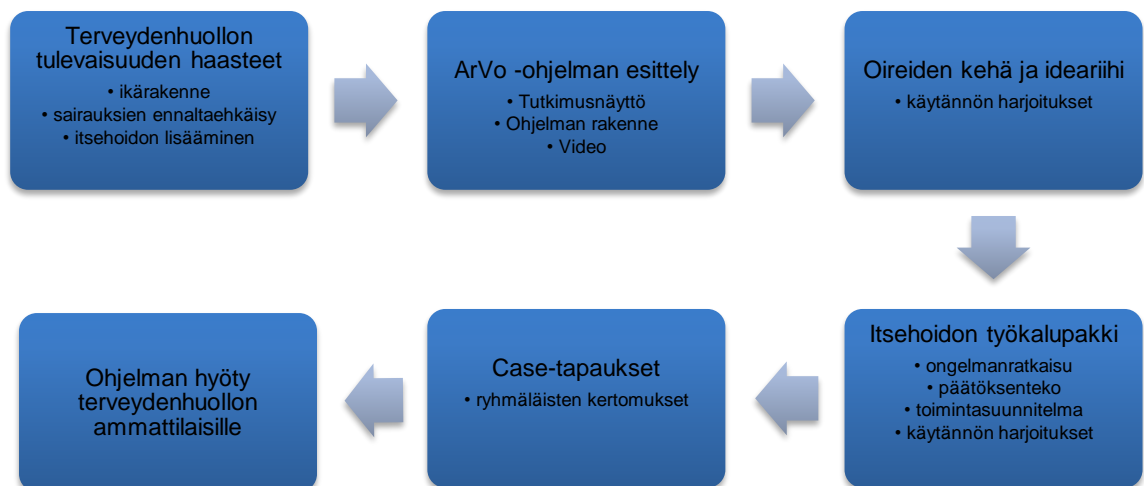 Terveydenhuollon
tulevaisuuden haasteet
• ikärakenne
• sairauksien ennaltaehkäisy
• itsehoidon lisääminen
ArVo -ohjelman esittely
• Tutkimusnäyttö
• Ohjelman rakenne
• Video
Oireiden kehä ja ideariihi
• käytännön harjoitukset
Itsehoidon työkalupakki
• ongelmanratkaisu
• päätöksenteko
• toimintasuunnitelma
• käytännön harjoitukset
Case-tapaukset
• ryhmäläisten kertomukset
Ohjelman hyöty
terveydenhuollon
ammattilaisille